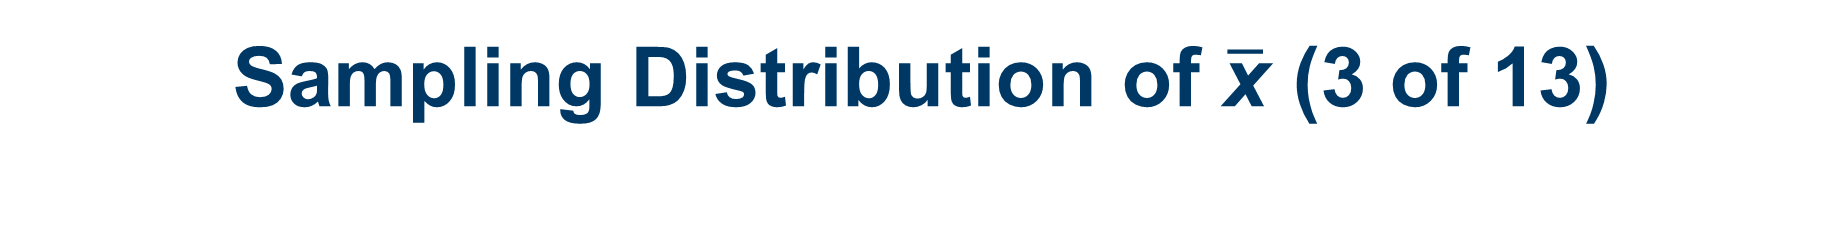 Sampling Distribution of x̅ (3 of 13)